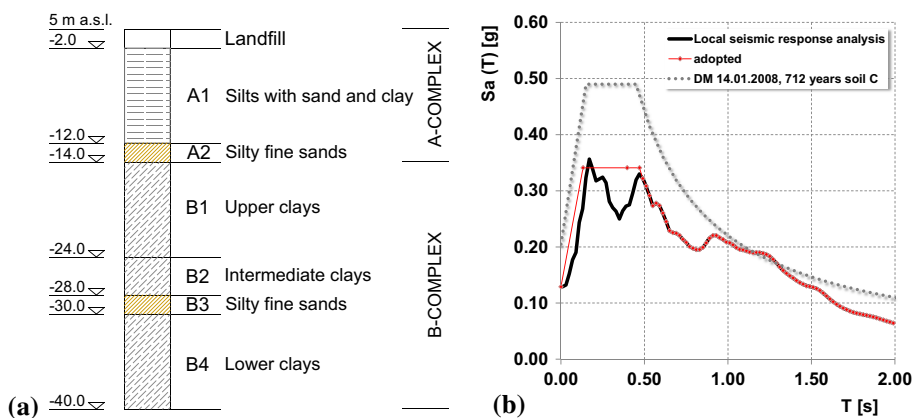 5 m a.s.l.
-2.0
Landfill
A1 Silts with sand and clay
-12.0
A2 Silty fine sands
-14.0
B1 Upper clays
-24.0
B2 Intermediate clays
-28.0
B3 Silty fine sands
-30.0
B4 Lower clays
-40.0
A-COMPLEX
B-COMPLEX
(a)
Sa (T) [g]
0.60
0.50
0.40
0.30
0.20
0.10
0.00
Local seismic response analysis
adopted
DM 14.01.2008, 712 years soil C
0.00 0.50 1.00 1.50 2.00
T [s]
(b)